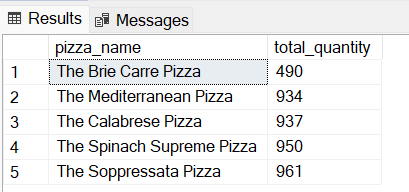 Results Messages
pizza_name total_quantity
1 The Brie Carre Pizza 490
2 The Mediterranean Pizza 934
3 The Calabrese Pizza 937
4 The Spinach Supreme Pizza 950
5 The Soppressata Pizza 961